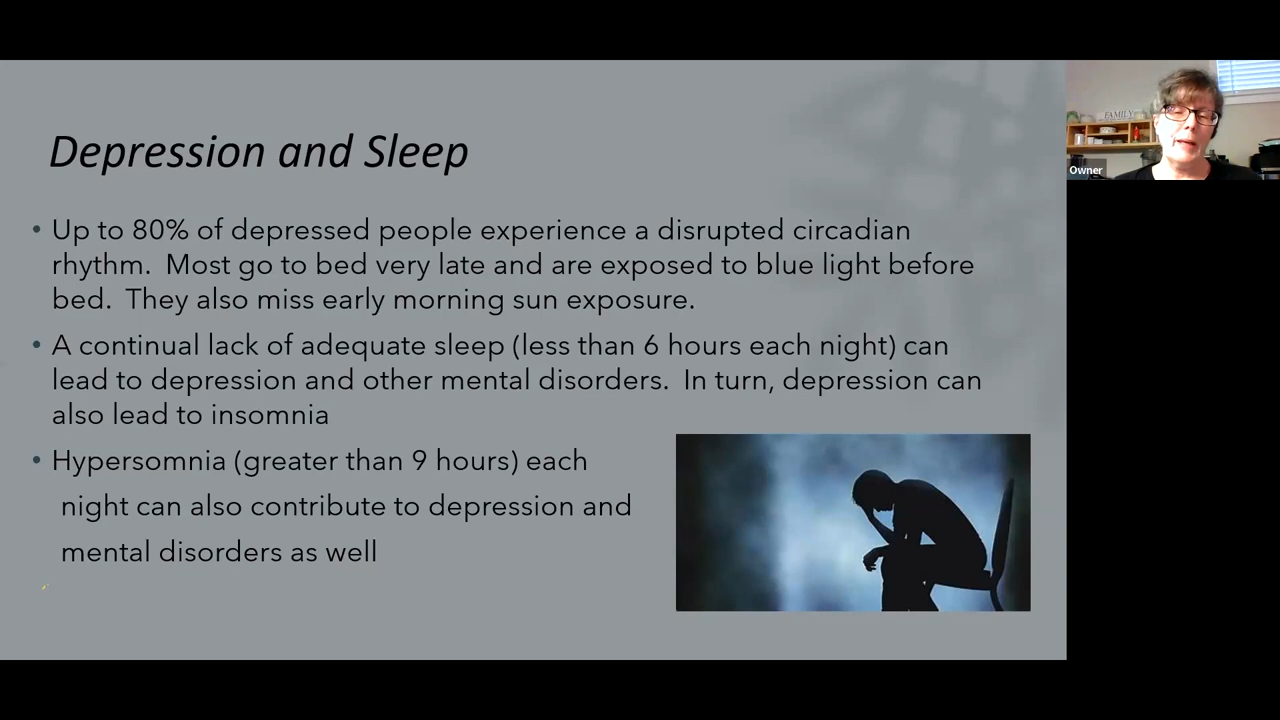 Depression and Sleep
• Up to 80% of depressed people experience a disrupted circadian
rhythm.  Most go to bed very late and are exposed to blue light before
bed.  They also miss early morning sun exposure.
• A continual lack of adequate sleep (less than 6 hours each night) can
lead to depression and other mental disorders.  In turn, depression can
also lead to insomnia
• Hypersomnia (greater than 9 hours) each
night can also contribute to depression and
mental disorders as well
FAMILY
Owner